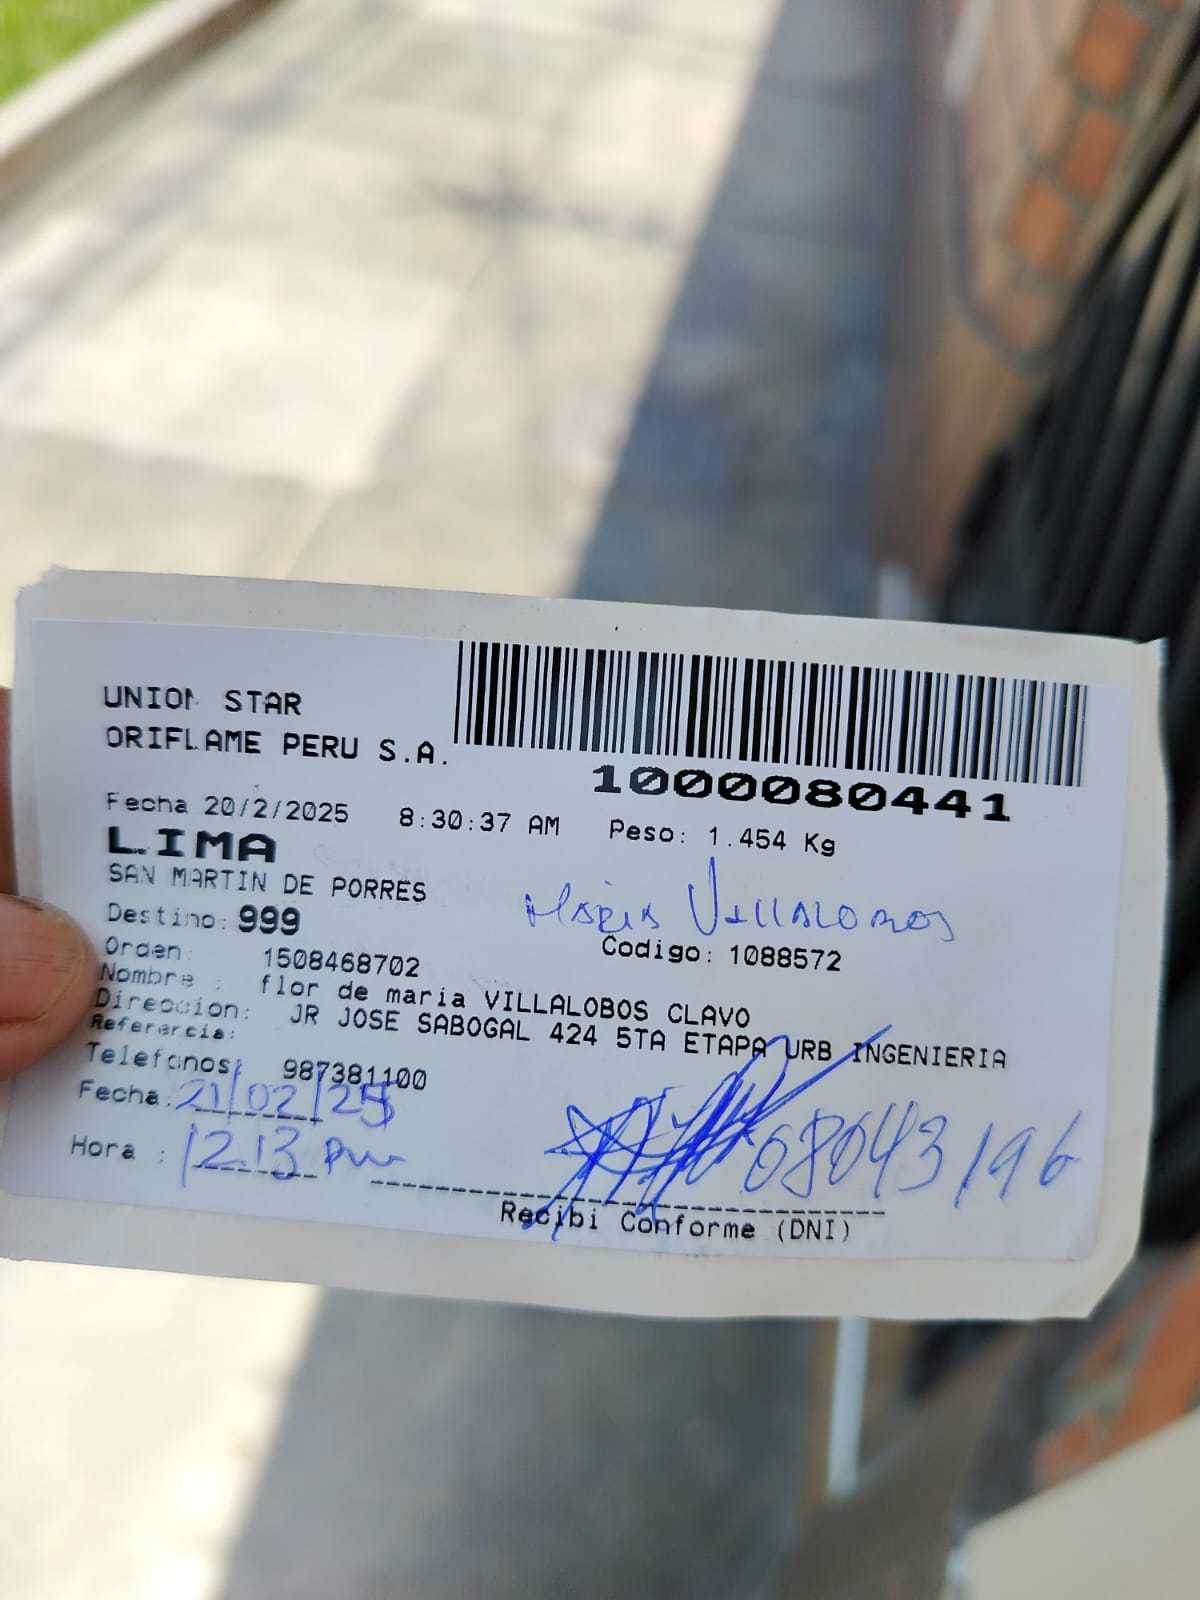 UNION STAR
ORIFLAME PERU S.A.
1000080441
Fecha 20/2/2025 8:30:37 AM Peso: 1.454 Kg
LIMA
SAN MARTIN DE PORRES
María Villalobos
Destino: 999
Codigo: 1088572
Orden: 1508468702
Nombre : flor de maria VILLALOBOS CLAVO
Direccion: JR JOSE SABOGAL 424 5TA ETAPA URB INGENIERIA
Referencia:
Telefonos: 987381100
Fecha: 21/02/25
Hora : 12.13 pm
08043196
Recibi Conforme (DNI)